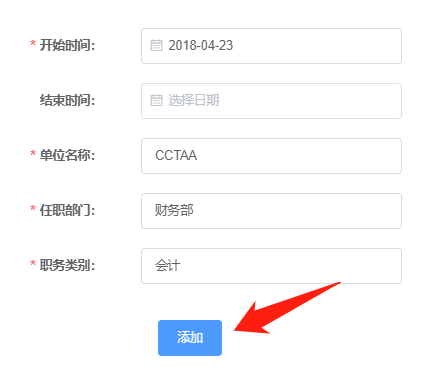 * 开始时间： 2018-04-23
结束时间： 选择日期
* 单位名称： CCTAA
* 任职部门： 财务部
* 职务类别： 会计
添加